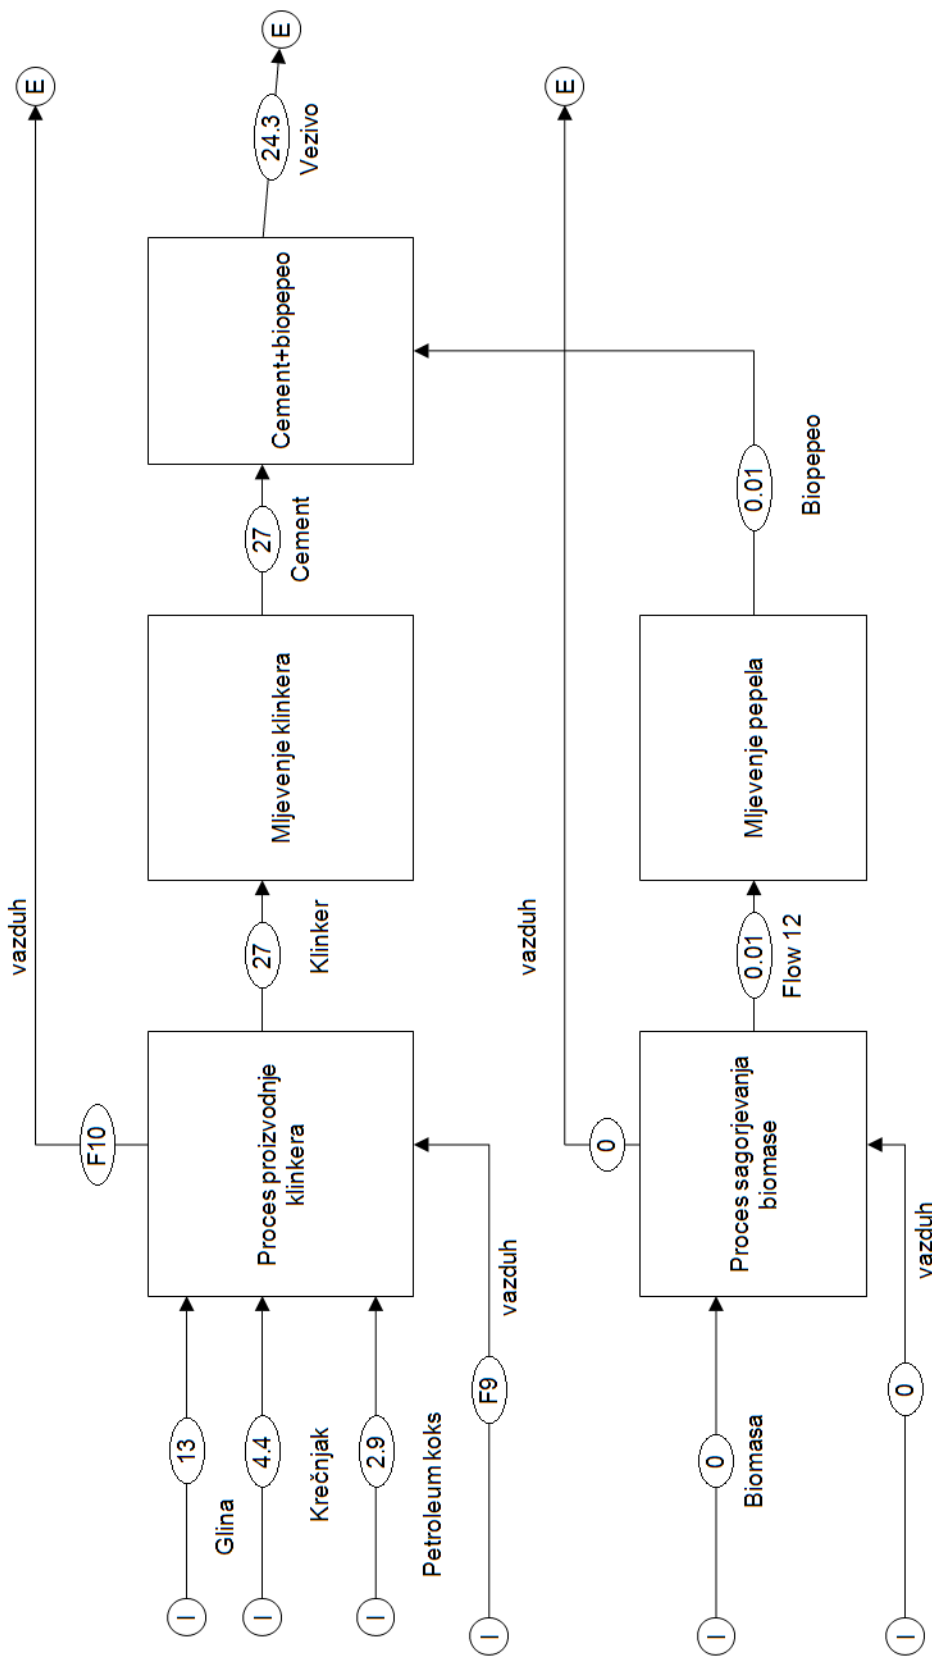 E
vazduh
F10
I
13
Glina
I
4.4
Krečnjak
I
2.9
Petroleum koks
I
F9
vazduh
Proces proizvodnje
klinkera
27
Klinker
Mljevenje klinkera
27
Cement
Cement+biopepeo
24.3
Vezivo
E
E
vazduh
0
I
0
Biomasa
I
0
vazduh
Proces sagorjevanja
biomase
0.01
Flow 12
Mljevenje pepela
0.01
Biopepeo